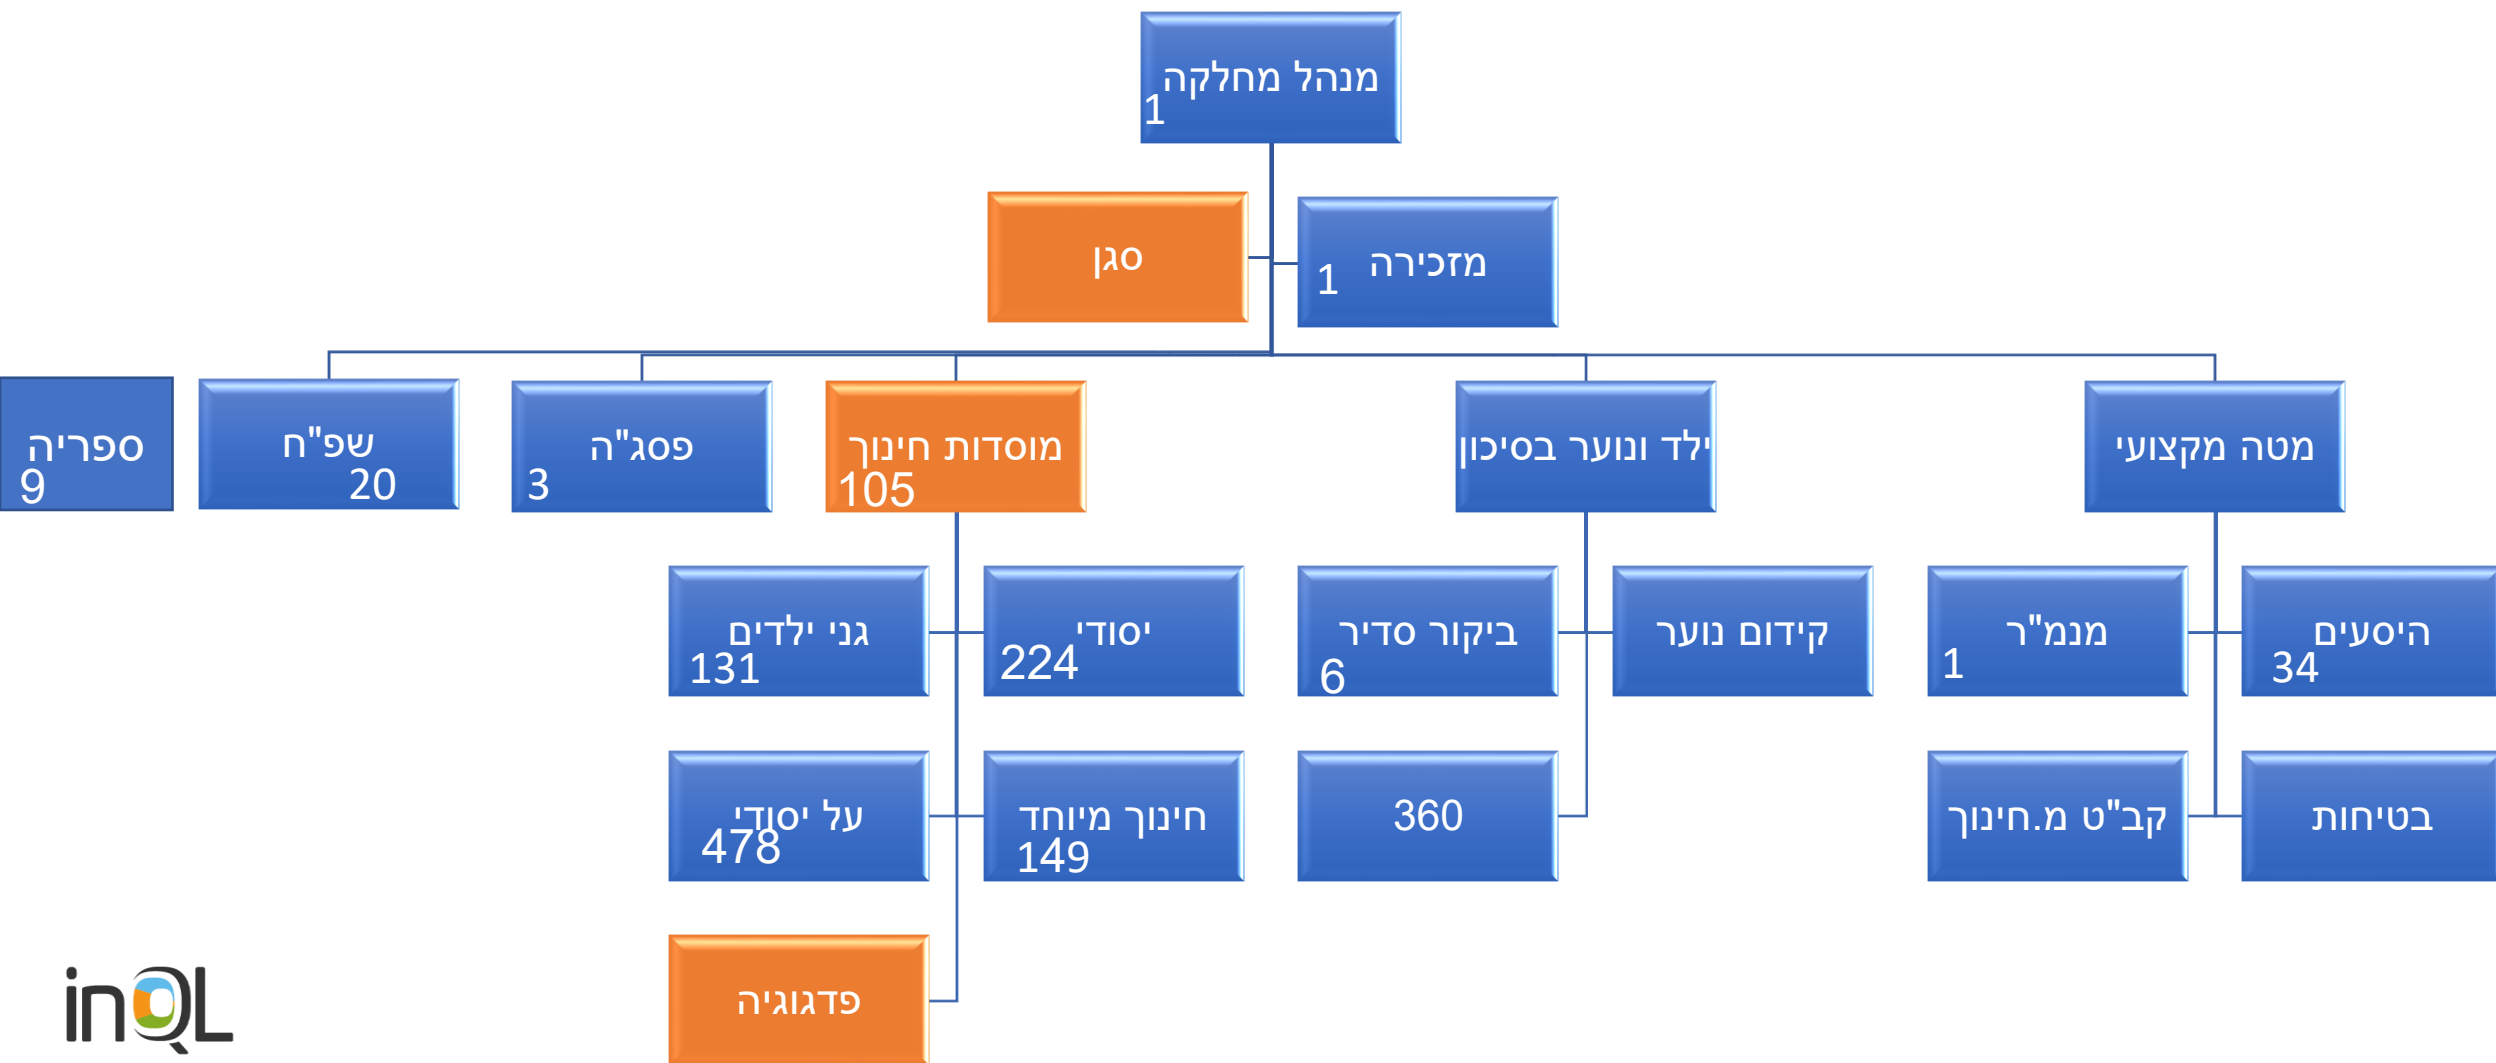 מנהל מחלקה
1
מזכירה
1
סגן
מטה מקצועי
ילד ונוער בסיכון
מוסדות חינוך
105
פסג"ה
3
שפ"ח
20
ספריה
9
היסעים
34
מנמ"ר
1
קידום נוער
ביקור סדיר
6
יסודי
224
גני ילדים
131
בטיחות
קב"ט מ.חינוך
360
חינוך מיוחד
149
על יסודי
478
פדגוגיה
inQL